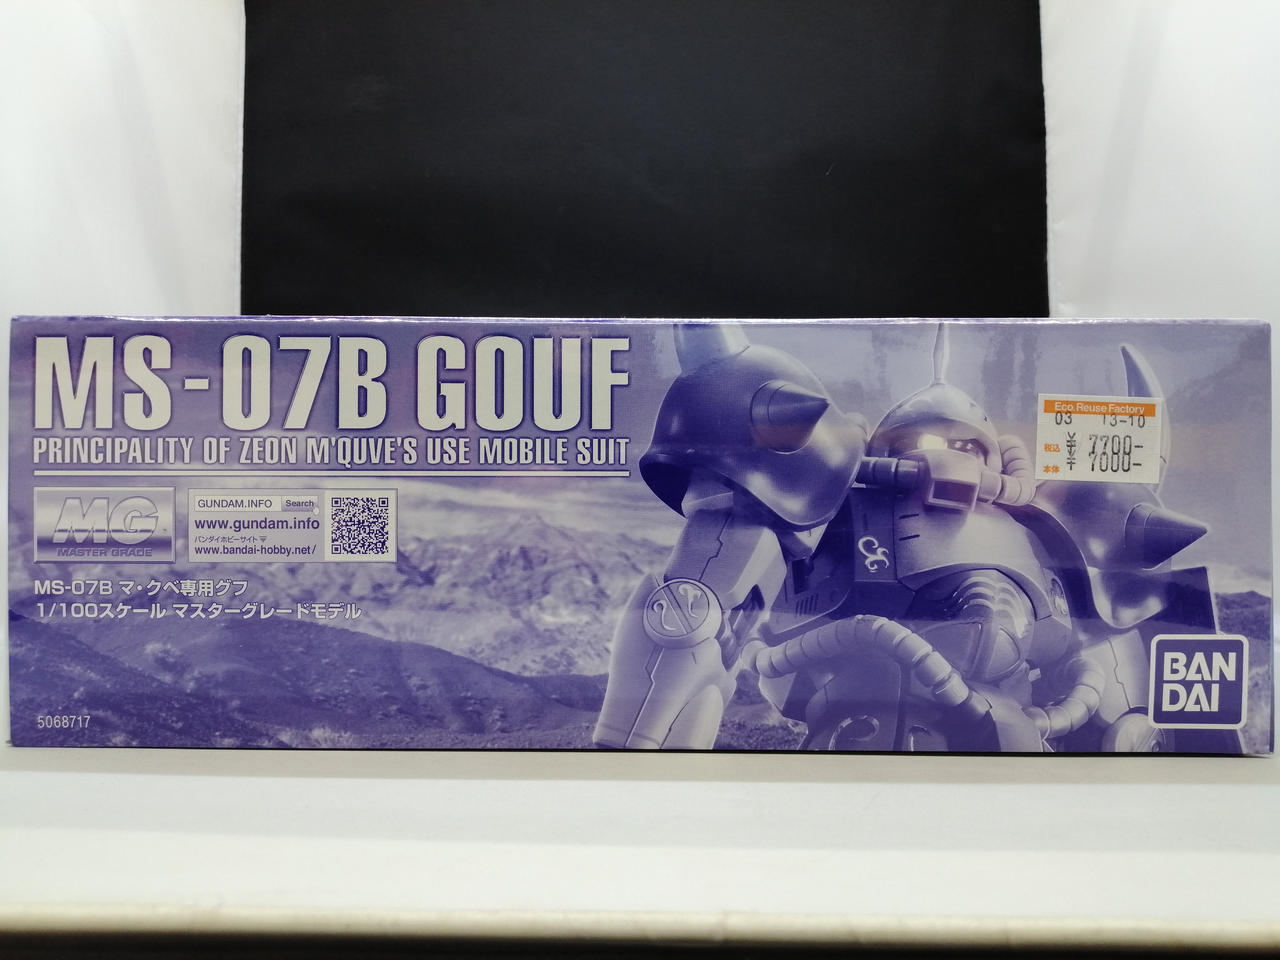 MS-07B GOUF
PRINCIPALITY OF ZEON M'QUVE'S USE MOBILE SUIT
MG
MASTER GRADE
GUNDAM.INFO Search
www.gundam.info
バンダイホビーサイト
www.bandai-hobby.net/
MS-07B マ・クベ専用グフ
1/100スケール マスターグレードモデル
5068717
Eco Reuse Factory
03 13-10
税込 ¥ 7700-
本体 ¥ 7000-
BAN
DAI